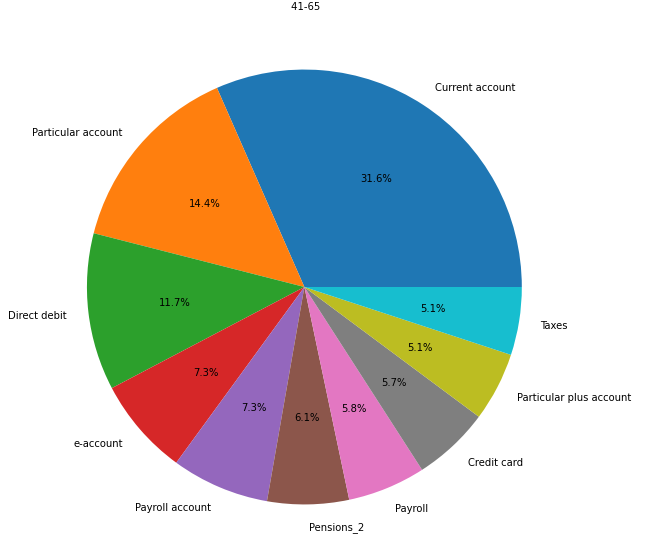 41-65
Current account
31.6%
Particular account
14.4%
Direct debit
11.7%
e-account
7.3%
Payroll account
7.3%
Pensions_2
6.1%
Payroll
5.8%
Credit card
5.7%
Particular plus account
5.1%
Taxes
5.1%